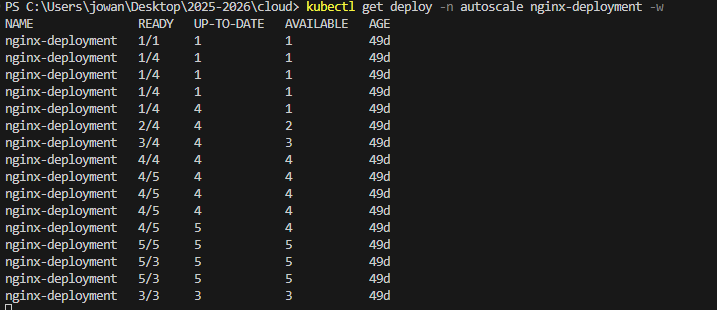 PS C:\Users\jowan\Desktop\2025-2026\cloud> kubectl get deploy -n autoscale nginx-deployment -w
NAME READY UP-TO-DATE AVAILABLE AGE
nginx-deployment 1/1 1 1 49d
nginx-deployment 1/4 1 1 49d
nginx-deployment 1/4 1 1 49d
nginx-deployment 1/4 1 1 49d
nginx-deployment 1/4 4 1 49d
nginx-deployment 2/4 4 2 49d
nginx-deployment 3/4 4 3 49d
nginx-deployment 4/4 4 4 49d
nginx-deployment 4/5 4 4 49d
nginx-deployment 4/5 4 4 49d
nginx-deployment 4/5 4 4 49d
nginx-deployment 4/5 5 4 49d
nginx-deployment 5/5 5 5 49d
nginx-deployment 5/3 5 5 49d
nginx-deployment 5/3 5 5 49d
nginx-deployment 3/3 3 3 49d